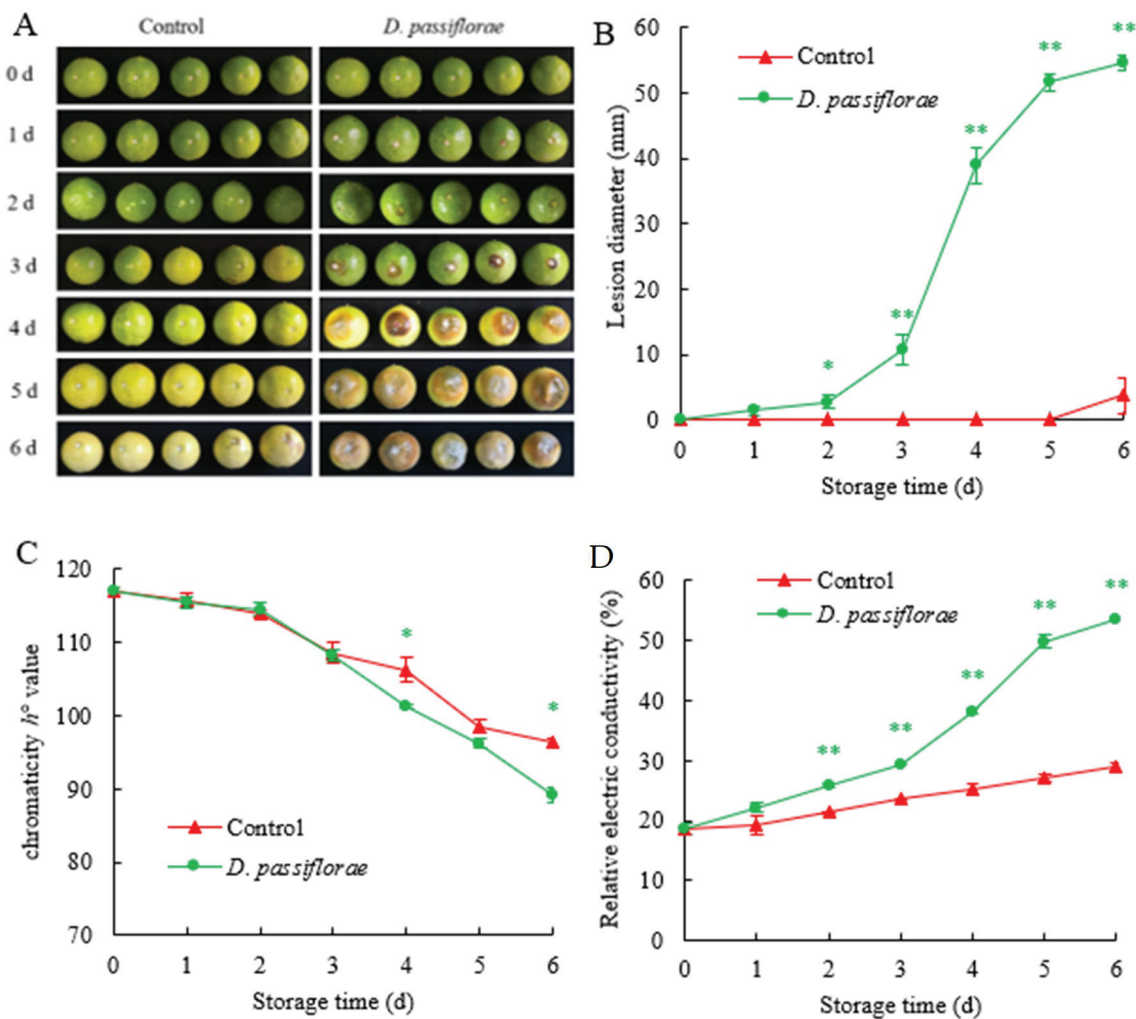 A
Control
D. passiflorae
0 d
1 d
2 d
3 d
4 d
5 d
6 d
B
Control
D. passiflorae
Lesion diameter (mm)
60
50
40
30
20
10
0
*
**
**
**
**
0 1 2 3 4 5 6
Storage time (d)
C
chromaticity h° value
120
110
100
90
80
70
*
*
Control
D. passiflorae
0 1 2 3 4 5 6
Storage time (d)
D
Control
D. passiflorae
Relative electric conductivity (%)
60
50
40
30
20
10
0
**
**
**
**
**
0 1 2 3 4 5 6
Storage time (d)